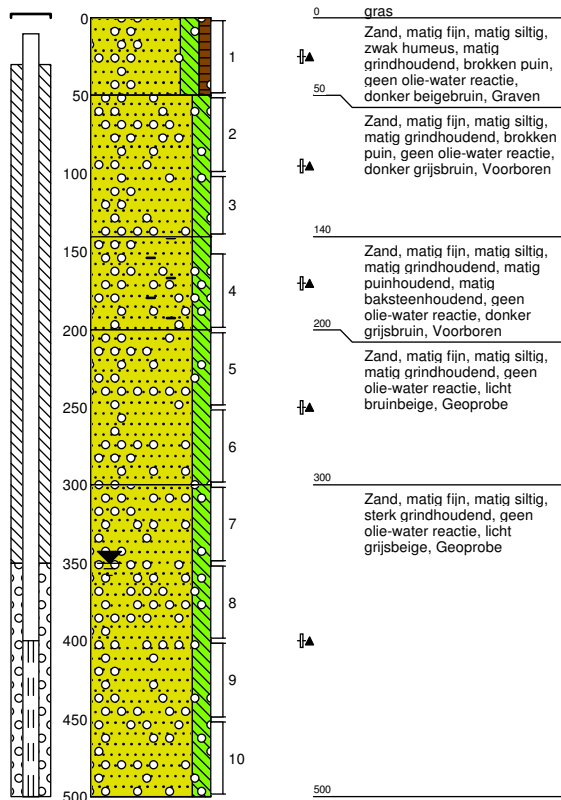 0
50
100
150
200
250
300
350
400
450
500
1
2
3
4
5
6
7
8
9
10
0
gras
Zand, matig fijn, matig siltig,
zwak humeus, matig
grindhoudend, brokken puin,
geen olie-water reactie,
donker beigebruin, Graven
50
Zand, matig fijn, matig siltig,
matig grindhoudend, brokken
puin, geen olie-water reactie,
donker grijsbruin, Voorboren
140
Zand, matig fijn, matig siltig,
matig grindhoudend, matig
puinhoudend, matig
baksteenhoudend, geen
olie-water reactie, donker
grijsbruin, Voorboren
200
Zand, matig fijn, matig siltig,
matig grindhoudend, geen
olie-water reactie, licht
bruinbeige, Geoprobe
300
Zand, matig fijn, matig siltig,
sterk grindhoudend, geen
olie-water reactie, licht
grijsbeige, Geoprobe
500